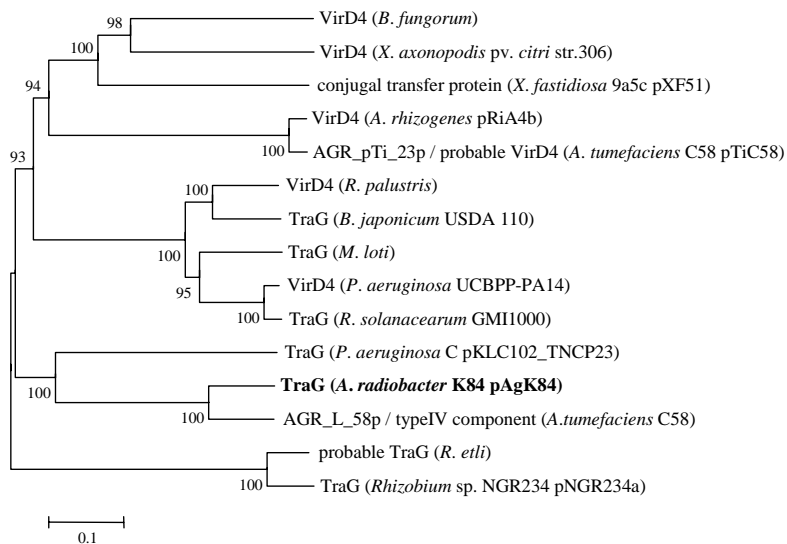 98
VirD4 (B. fungorum)
100
VirD4 (X. axonopodis pv. citri str.306)
94
conjugal transfer protein (X. fastidiosa 9a5c pXF51)
VirD4 (A. rhizogenes pRiA4b)
100
AGR_pTi_23p / probable VirD4 (A. tumefaciens C58 pTiC58)
93
100
VirD4 (R. palustris)
TraG (B. japonicum USDA 110)
100
TraG (M. loti)
95
VirD4 (P. aeruginosa UCBPP-PA14)
100
TraG (R. solanacearum GMI1000)
TraG (P. aeruginosa C pKLC102_TNCP23)
100
TraG (A. radiobacter K84 pAgK84)
100
AGR_L_58p / typeIV component (A.tumefaciens C58)
probable TraG (R. etli)
100
TraG (Rhizobium sp. NGR234 pNGR234a)
0.1